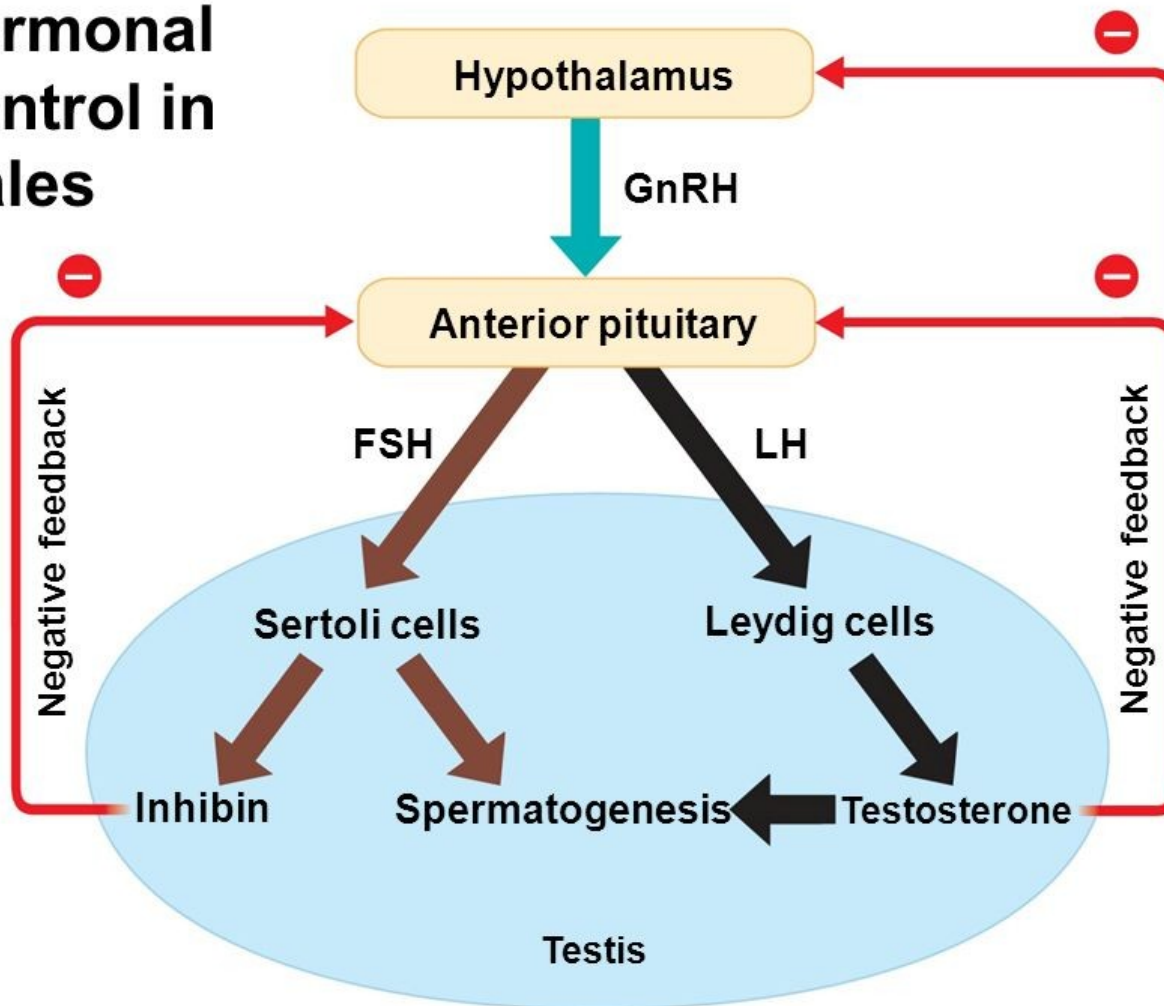 rmonal
ntrol in
ales
Hypothalamus
GnRH
Anterior pituitary
FSH
LH
Negative feedback
Negative feedback
Sertoli cells
Leydig cells
Inhibin
Spermatogenesis
Testosterone
Testis